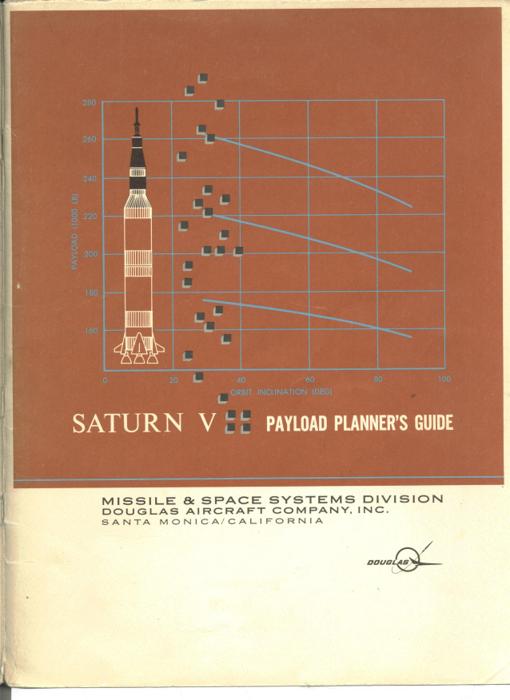 280
260
240
220
200
180
160
PAYLOAD (1000 LB)
0 20 40 60 80 100
ORBIT INCLINATION (DEG)
SATURN V PAYLOAD PLANNER'S GUIDE
MISSILE & SPACE SYSTEMS DIVISION
DOUGLAS AIRCRAFT COMPANY, INC.
SANTA MONICA/CALIFORNIA
DOUGLAS